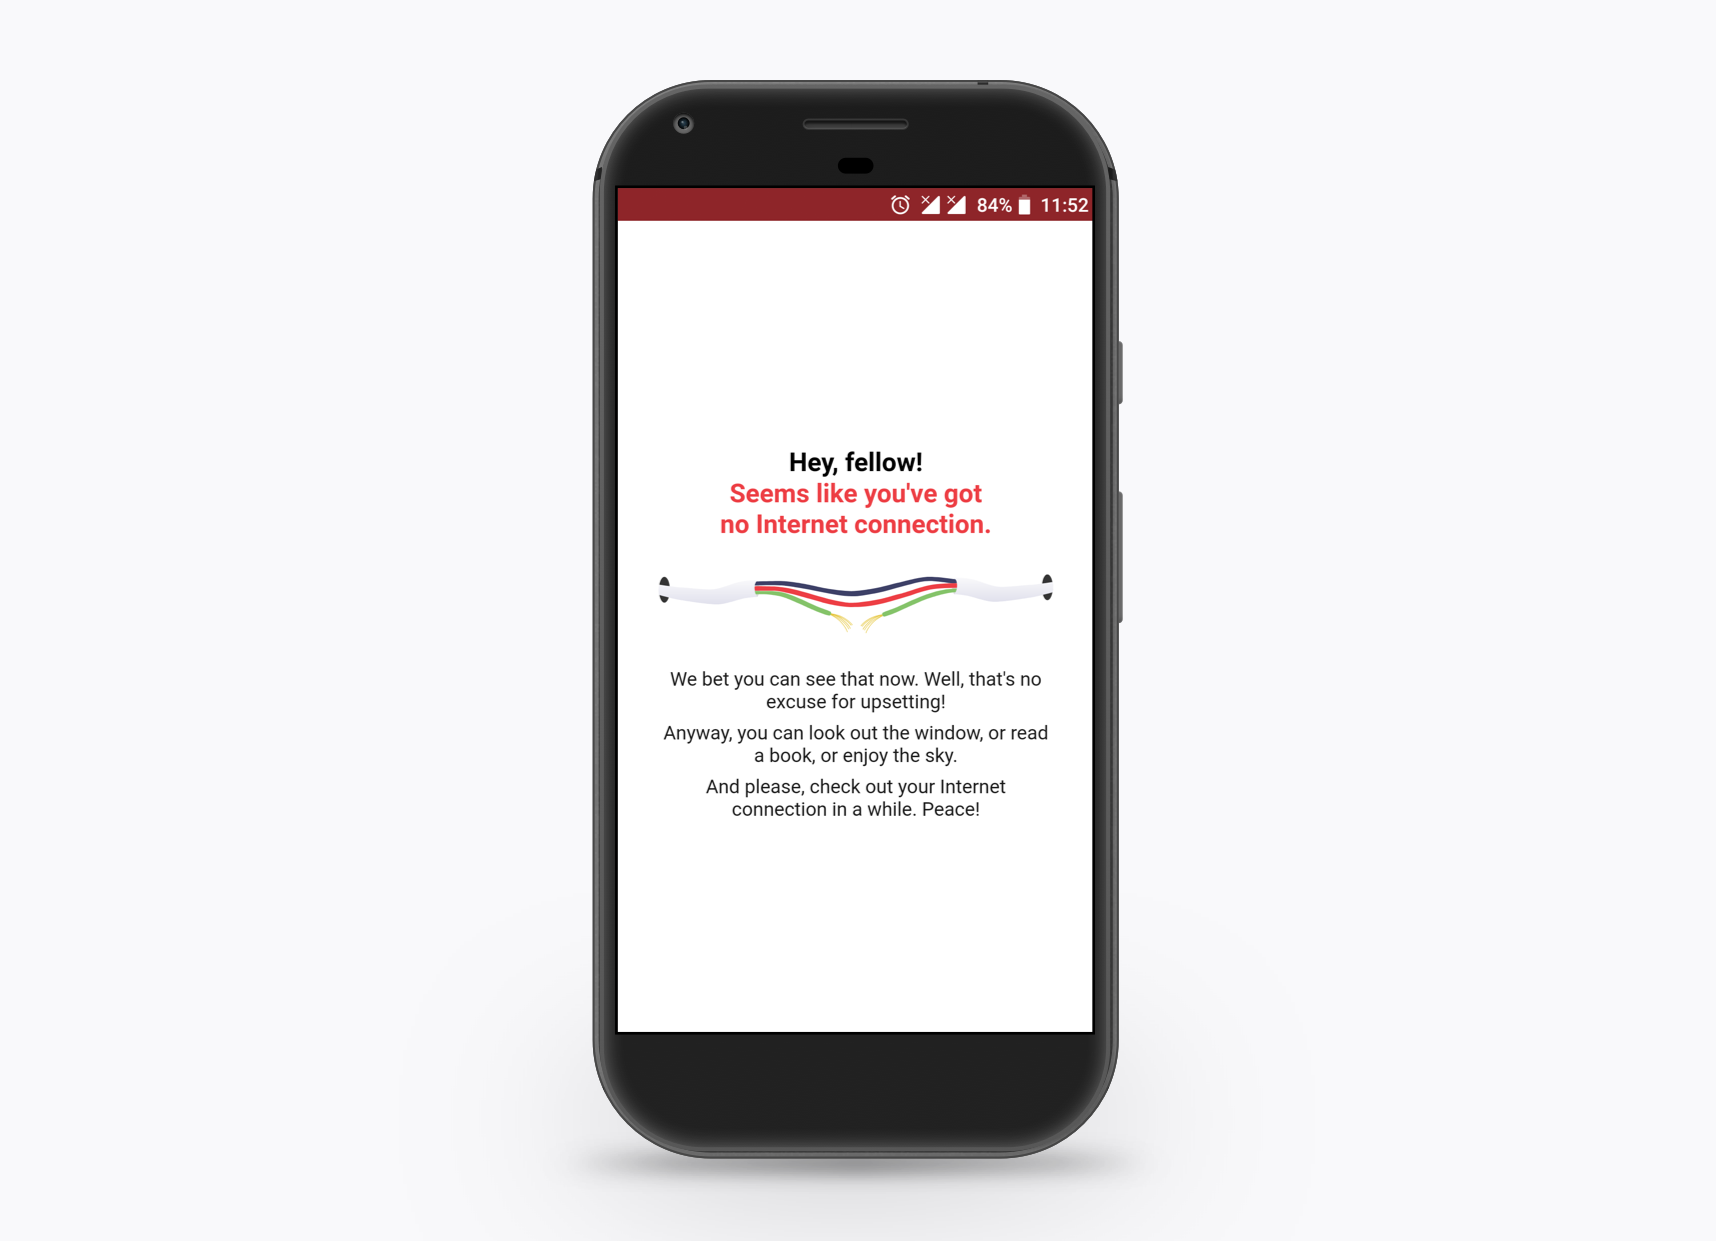 84% 11:52
Hey, fellow!
Seems like you've got
no Internet connection.
We bet you can see that now. Well, that's no
excuse for upsetting!
Anyway, you can look out the window, or read
a book, or enjoy the sky.
And please, check out your Internet
connection in a while. Peace!